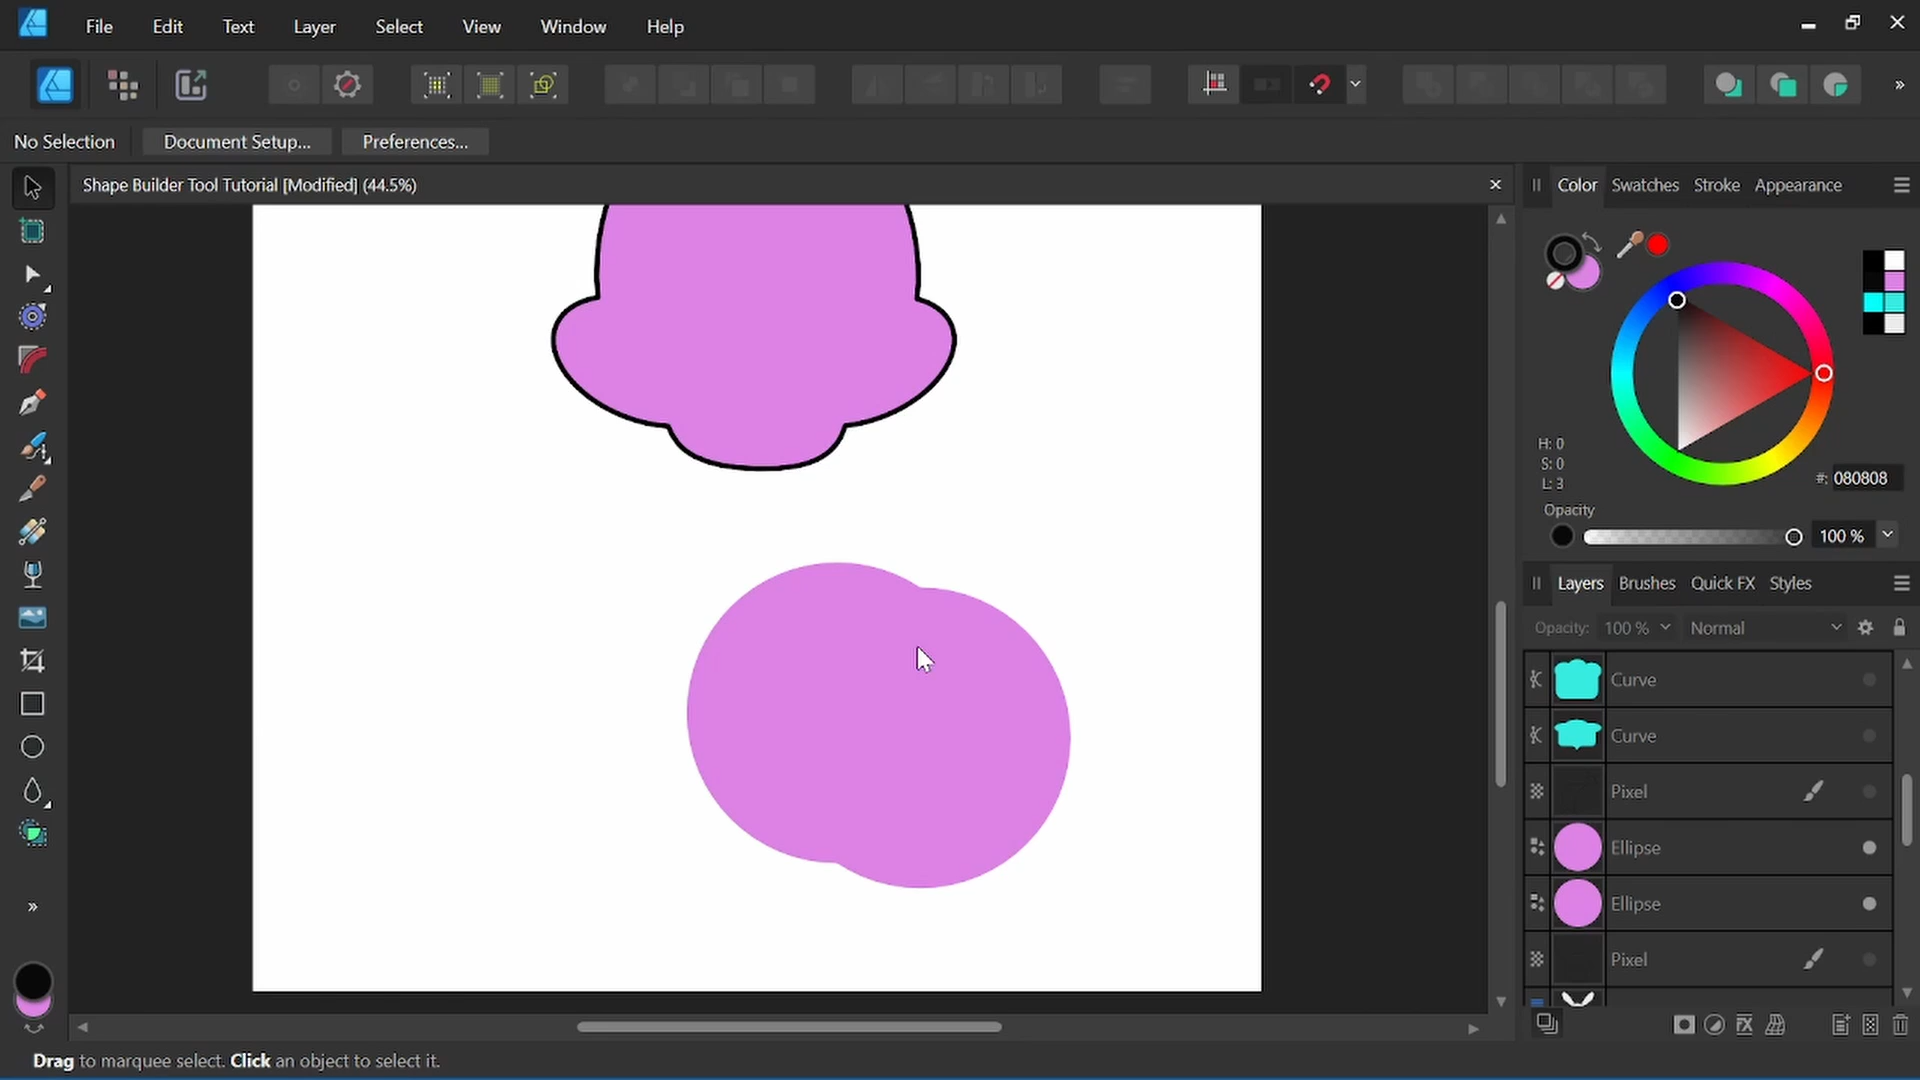 File Edit Text Layer Select View Window Help
No Selection Document Setup... Preferences...
Shape Builder Tool Tutorial [Modified] (44.5%)
Color Swatches Stroke Appearance
H: 0
S: 0
L: 3
#: 080808
Opacity
100 %
Layers Brushes Quick FX Styles
Opacity: 100 % Normal
Curve
Curve
Pixel
Ellipse
Ellipse
Pixel
Drag to marquee select. Click an object to select it.